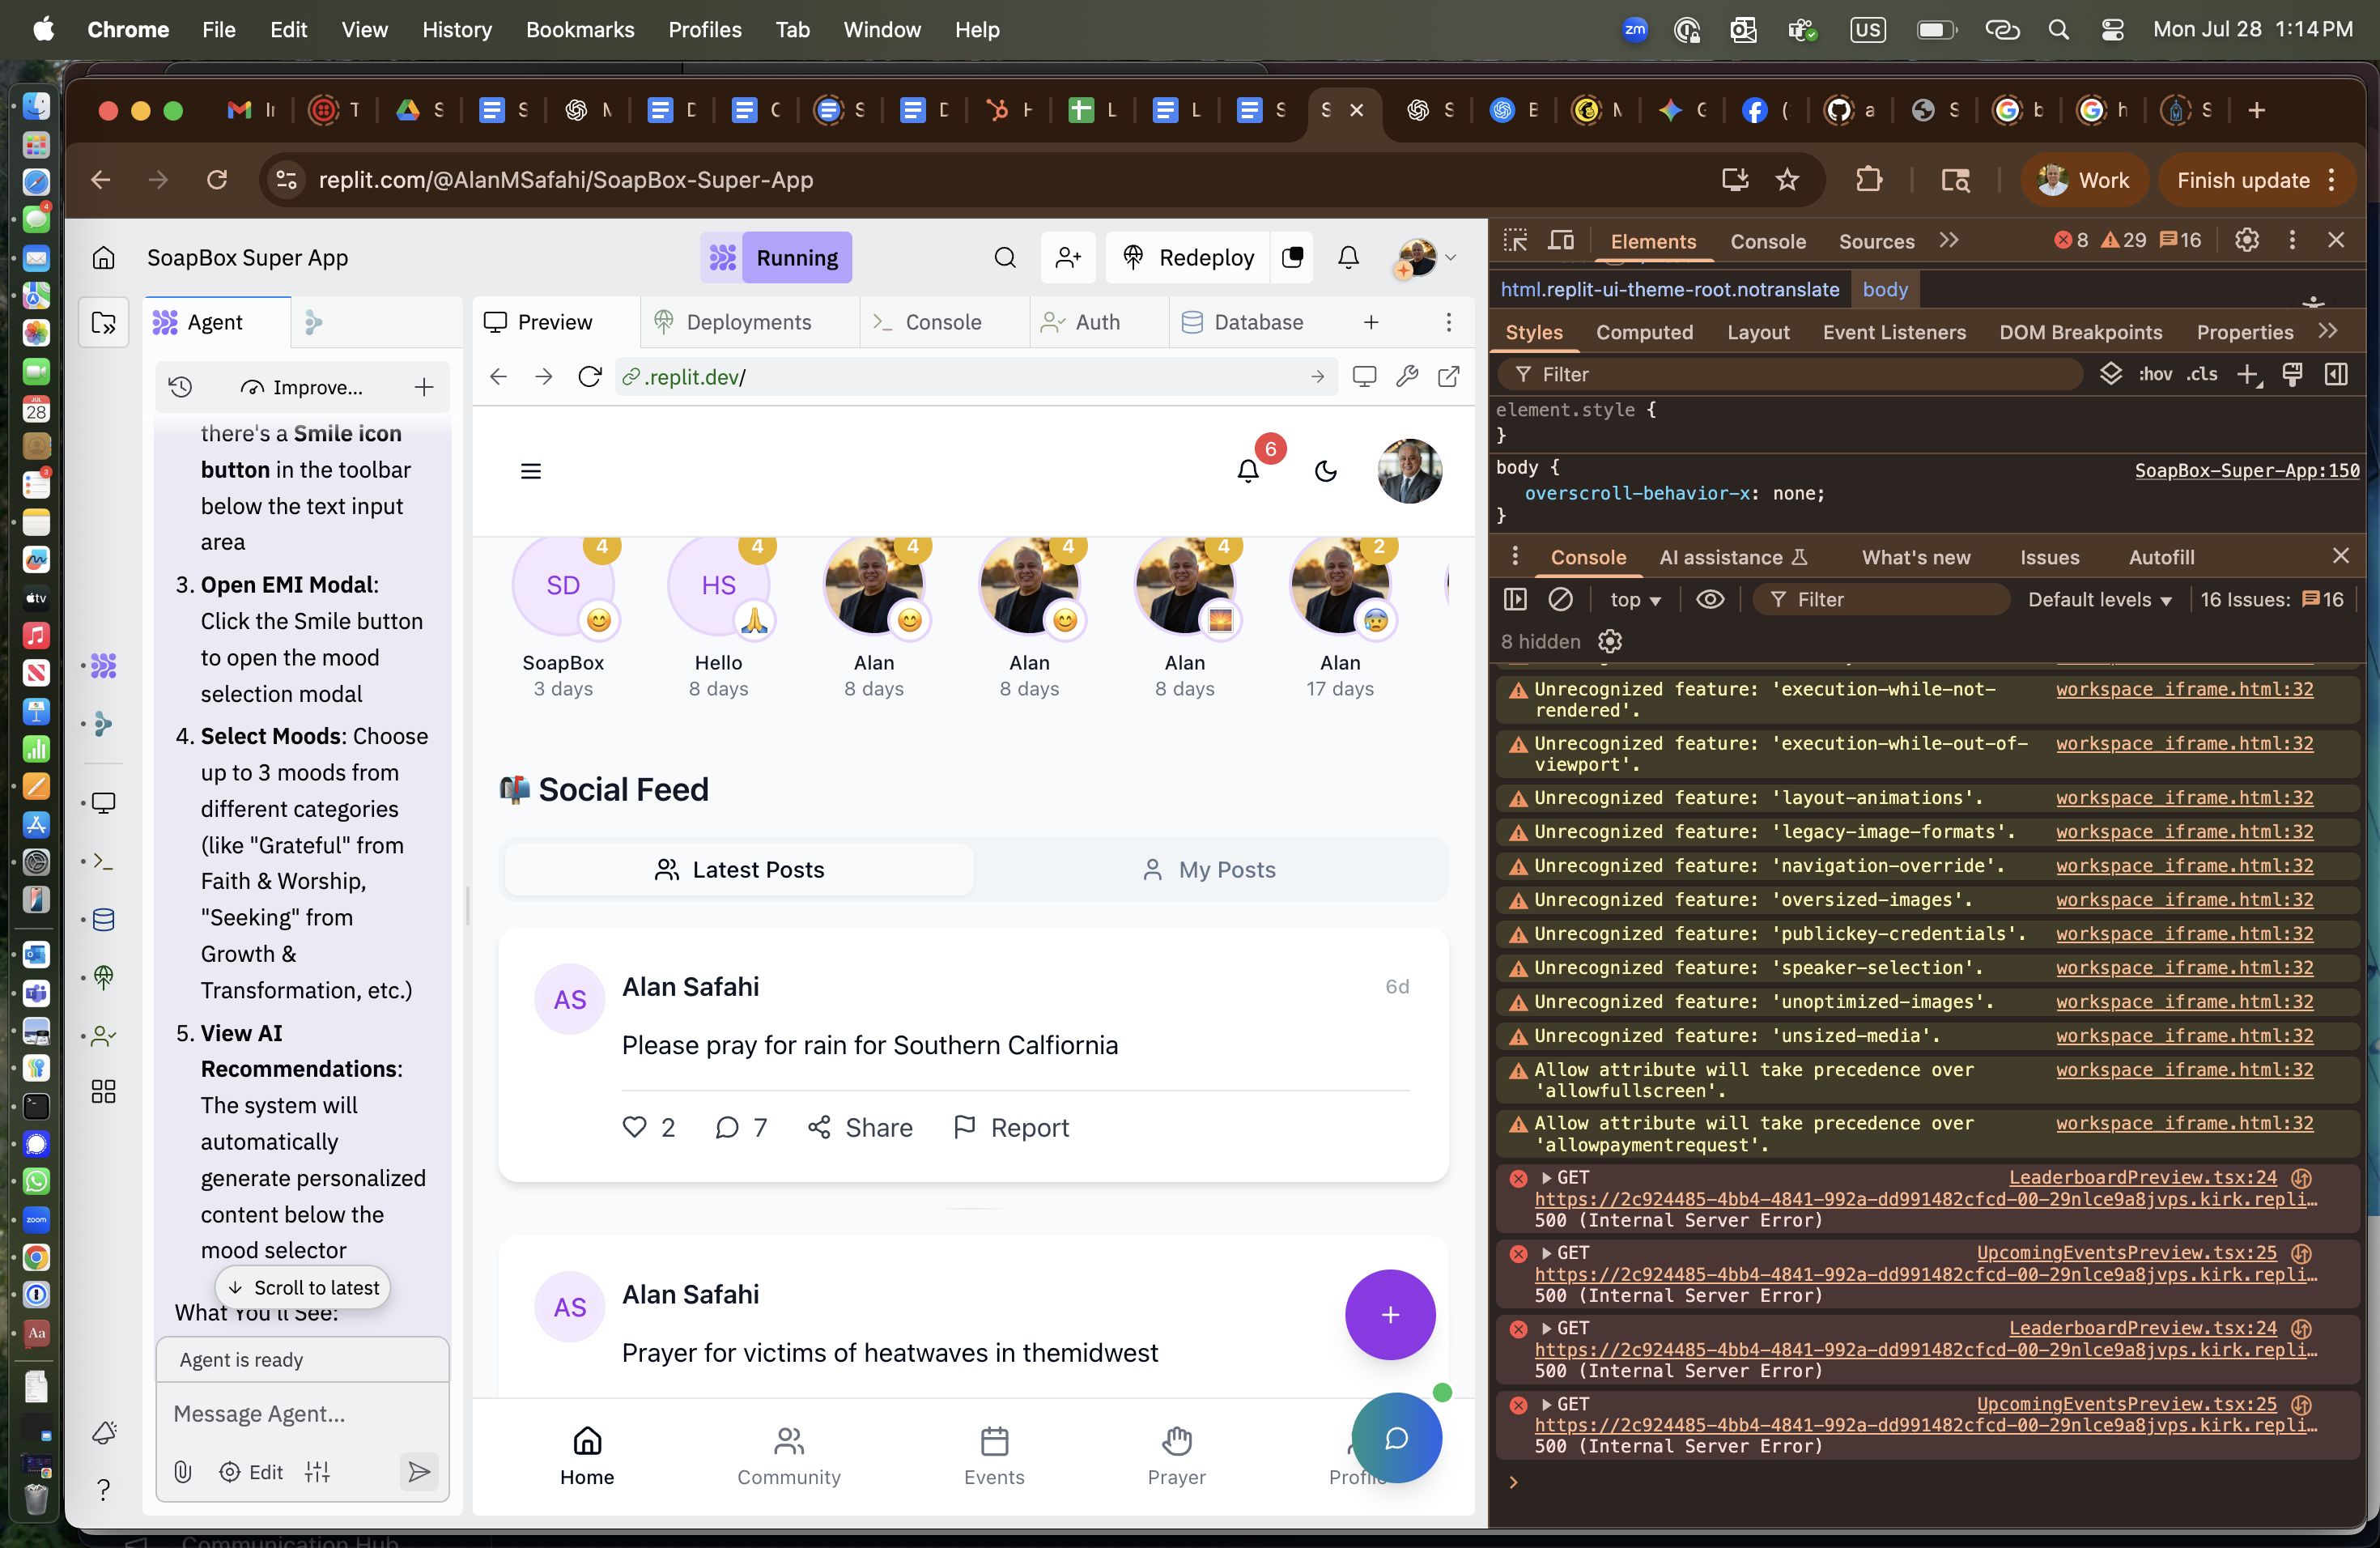 Chrome File Edit View History Bookmarks Profiles Tab Window Help
zm US Mon Jul 28 1:14 PM
replit.com/@AlanMSafahi/SoapBox-Super-App
Work
Finish update
SoapBox Super App
Running
Redeploy
Agent
Preview
Deployments
Console
Auth
Database
Improve...
.replit.dev/
there's a Smile icon
button in the toolbar
below the text input
area
3. Open EMI Modal:
Click the Smile button
to open the mood
selection modal
4. Select Moods: Choose
up to 3 moods from
different categories
(like "Grateful" from
Faith & Worship,
"Seeking" from
Growth &
Transformation, etc.)
5. View AI
Recommendations:
The system will
automatically
generate personalized
content below the
mood selector
Scroll to latest
What You'll See:
Agent is ready
Message Agent...
Edit
6
4 4 4 4 4 2
SD HS
SoapBox Hello Alan Alan Alan Alan
3 days 8 days 8 days 8 days 8 days 17 days
Social Feed
Latest Posts
My Posts
AS
Alan Safahi
6d
Please pray for rain for Southern Calfiornia
2 7 Share Report
AS
Alan Safahi
Prayer for victims of heatwaves in themidwest
Home Community Events Prayer Profile
Elements Console Sources 8 29 16
html.replit-ui-theme-root.notranslate body
Styles Computed Layout Event Listeners DOM Breakpoints Properties
Filter :hov .cls
element.style {
}
body { SoapBox-Super-App:150
overscroll-behavior-x: none;
}
Console AI assistance What's new Issues Autofill
top Filter Default levels 16 Issues: 16
8 hidden
Unrecognized feature: 'execution-while-not- workspace_iframe.html:32
rendered'.
Unrecognized feature: 'execution-while-out-of- workspace_iframe.html:32
viewport'.
Unrecognized feature: 'layout-animations'. workspace_iframe.html:32
Unrecognized feature: 'legacy-image-formats'. workspace_iframe.html:32
Unrecognized feature: 'navigation-override'. workspace_iframe.html:32
Unrecognized feature: 'oversized-images'. workspace_iframe.html:32
Unrecognized feature: 'publickey-credentials'. workspace_iframe.html:32
Unrecognized feature: 'speaker-selection'. workspace_iframe.html:32
Unrecognized feature: 'unoptimized-images'. workspace_iframe.html:32
Unrecognized feature: 'unsized-media'. workspace_iframe.html:32
Allow attribute will take precedence over workspace_iframe.html:32
'allowfullscreen'.
Allow attribute will take precedence over workspace_iframe.html:32
'allowpaymentrequest'.
GET LeaderboardPreview.tsx:24
https://2c924485-4bb4-4841-992a-dd991482cfcd-00-29nlce9a8jvps.kirk.repli…
500 (Internal Server Error)
GET UpcomingEventsPreview.tsx:25
https://2c924485-4bb4-4841-992a-dd991482cfcd-00-29nlce9a8jvps.kirk.repli…
500 (Internal Server Error)
GET LeaderboardPreview.tsx:24
https://2c924485-4bb4-4841-992a-dd991482cfcd-00-29nlce9a8jvps.kirk.repli…
500 (Internal Server Error)
GET UpcomingEventsPreview.tsx:25
https://2c924485-4bb4-4841-992a-dd991482cfcd-00-29nlce9a8jvps.kirk.repli…
500 (Internal Server Error)
Communication Hub